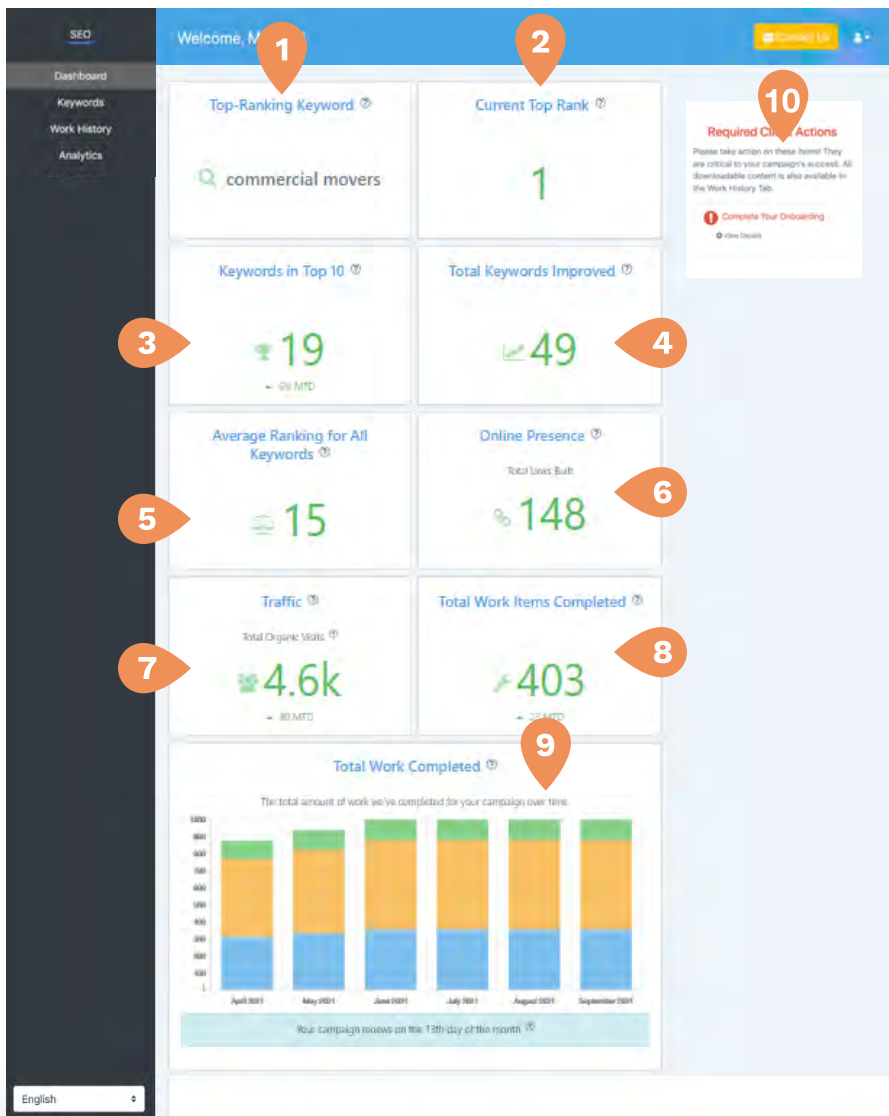 SEO
Dashboard
Keywords
Work History
Analytics
English
Welcome, M
Contact Us
1
2
10
Top-Ranking Keyword
commercial movers
Current Top Rank
1
Required Cli Actions
Please take action on these items! They
are critical to your campaign's success. All
downloadable content is also available in
the Work History Tab.
Complete Your Onboarding
View Details
3
Keywords in Top 10
19
MTD
Total Keywords Improved
49
4
5
Average Ranking for All
Keywords
15
Online Presence
Total Links Built
148
6
7
Traffic
Total Organic Visits
4.6k
80 MTD
Total Work Items Completed
403
MTD
8
9
Total Work Completed
The total amount of work we've completed for your campaign over time.
1000
900
800
700
600
500
400
300
200
100
April 2021 May 2021 June 2021 July 2021 August 2021 September 2021
Your campaign renews on the 13th day of the month